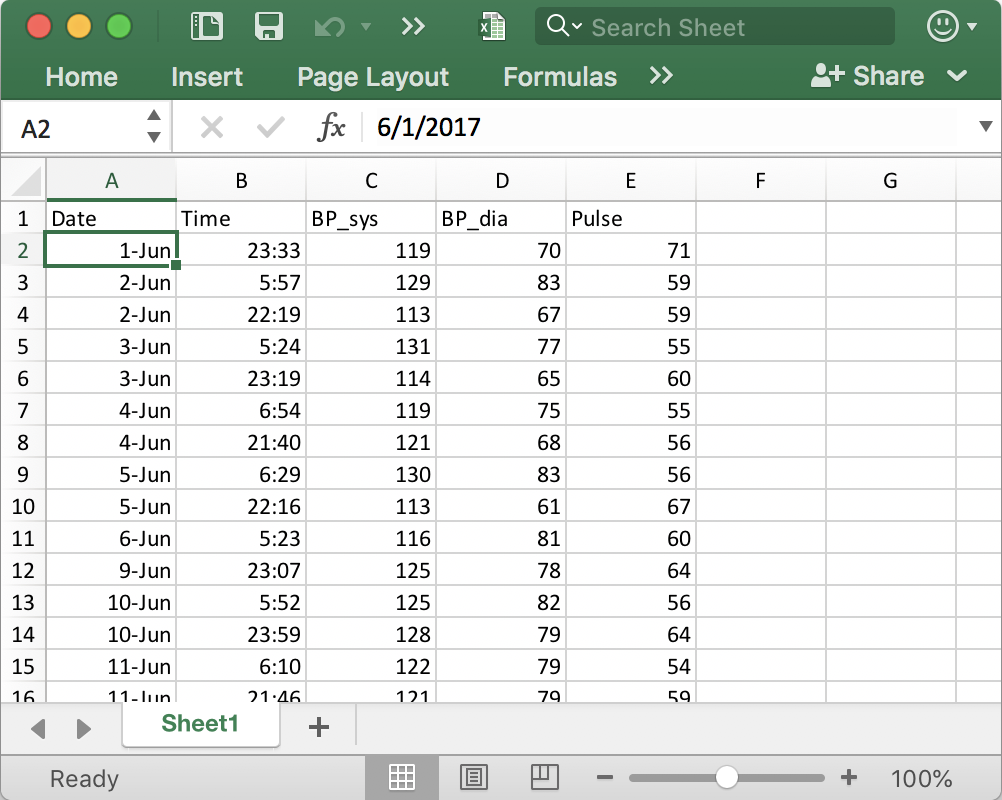 Search Sheet
Home Insert Page Layout Formulas Share
A2 fx 6/1/2017
A B C D E F G
1 Date Time BP_sys BP_dia Pulse
2 1-Jun 23:33 119 70 71
3 2-Jun 5:57 129 83 59
4 2-Jun 22:19 113 67 59
5 3-Jun 5:24 131 77 55
6 3-Jun 23:19 114 65 60
7 4-Jun 6:54 119 75 55
8 4-Jun 21:40 121 68 56
9 5-Jun 6:29 130 83 56
10 5-Jun 22:16 113 61 67
11 6-Jun 5:23 116 81 60
12 9-Jun 23:07 125 78 64
13 10-Jun 5:52 125 82 56
14 10-Jun 23:59 128 79 64
15 11-Jun 6:10 122 79 54
16 11-Jun 21:46 121 79 59
Sheet1
Ready 100%